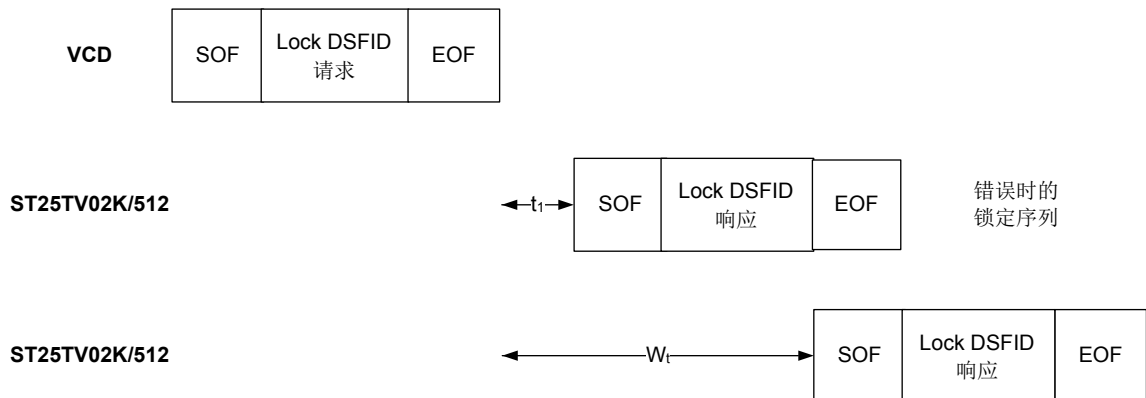 VCD
SOF
Lock DSFID
请求
EOF
ST25TV02K/512
t₁
SOF
Lock DSFID
响应
EOF
错误时的
锁定序列
ST25TV02K/512
Wₜ
SOF
Lock DSFID
响应
EOF